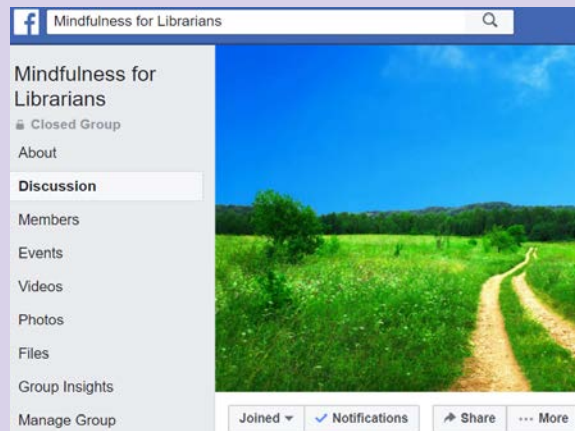 Mindfulness for Librarians
Mindfulness for
Librarians
Closed Group
About
Discussion
Members
Events
Videos
Photos
Files
Group Insights
Manage Group
Joined
Notifications
Share
More